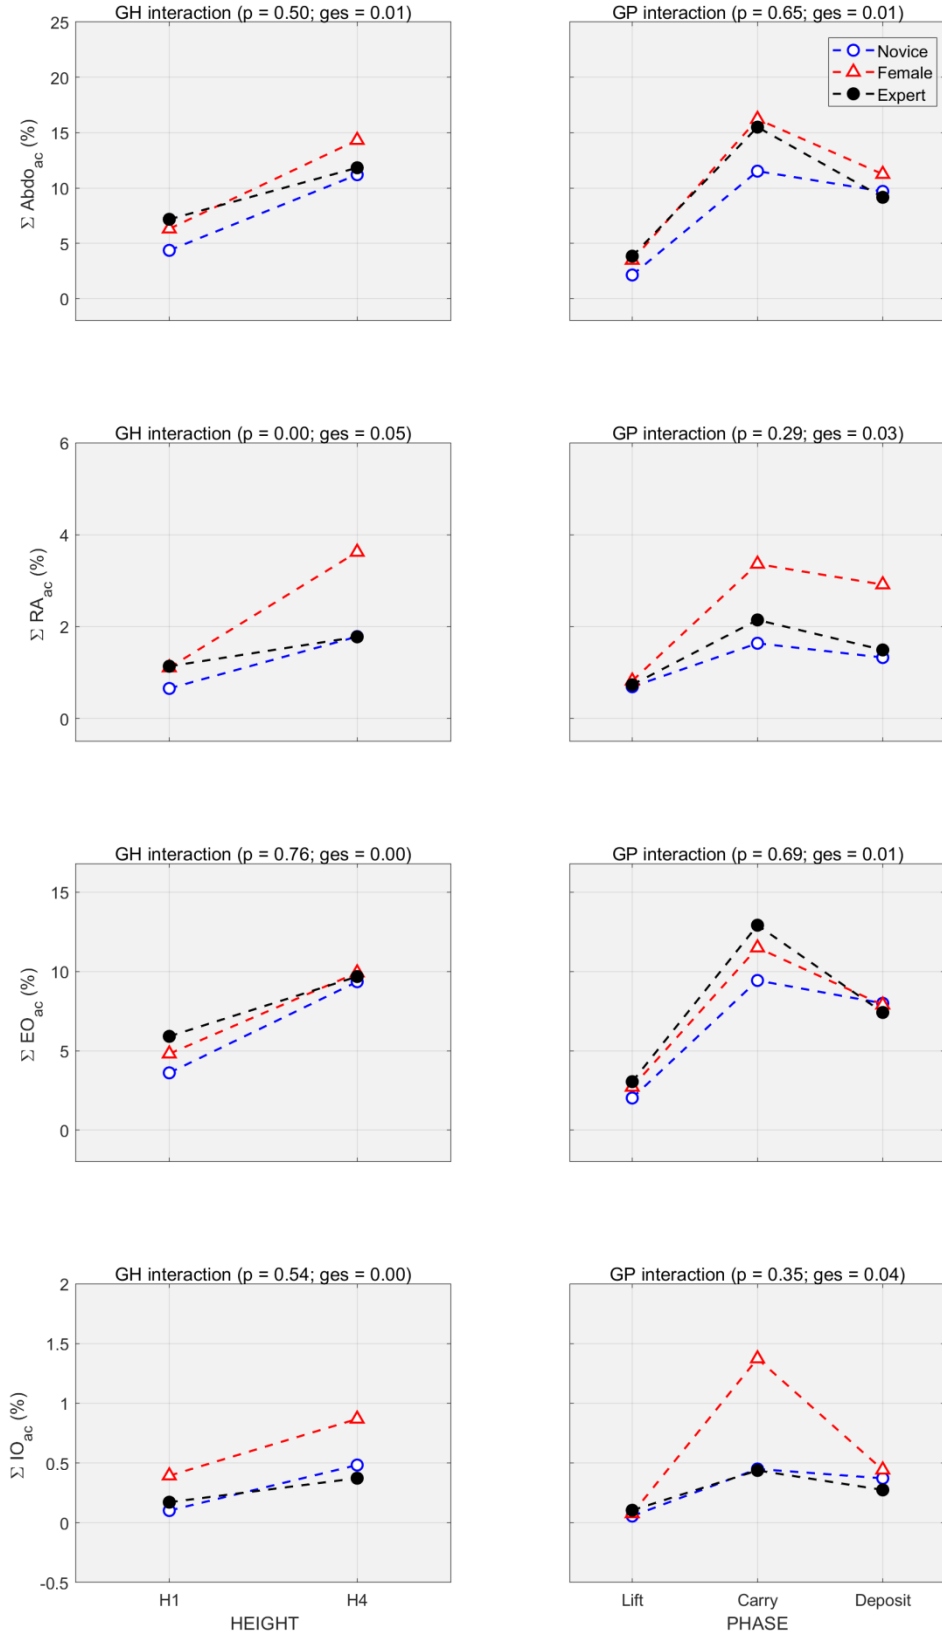 GH interaction (p = 0.50; ges = 0.01)
25
20
15
10
5
0
Σ Abdo_ac (%)
GP interaction (p = 0.65; ges = 0.01)
Novice
Female
Expert
GH interaction (p = 0.00; ges = 0.05)
6
4
2
0
Σ RA_ac (%)
GP interaction (p = 0.29; ges = 0.03)
GH interaction (p = 0.76; ges = 0.00)
15
10
5
0
Σ EO_ac (%)
GP interaction (p = 0.69; ges = 0.01)
GH interaction (p = 0.54; ges = 0.00)
2
1.5
1
0.5
0
-0.5
Σ IO_ac (%)
H1 H4
HEIGHT
GP interaction (p = 0.35; ges = 0.04)
Lift Carry Deposit
PHASE